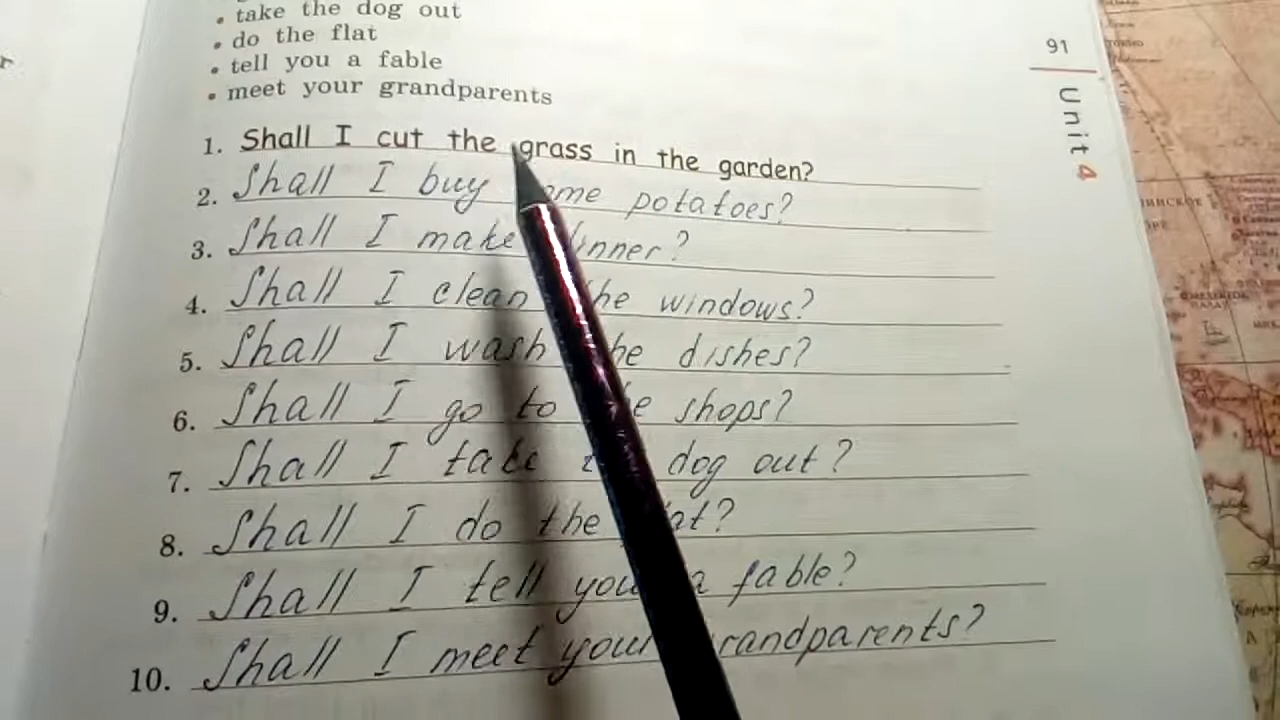 • take the dog out
• do the flat
• tell you a fable
• meet your grandparents
91
Unit 4
1. Shall I cut the grass in the garden?
2. Shall I buy potatoes?
3. Shall I make
4. Shall I clean the windows?
5. Shall I wash the dishes?
6. Shall I go to shops?
7. Shall I take dog out?
8. Shall I do the
9. Shall I tell you a fable?
10. Shall I meet your grandparents?